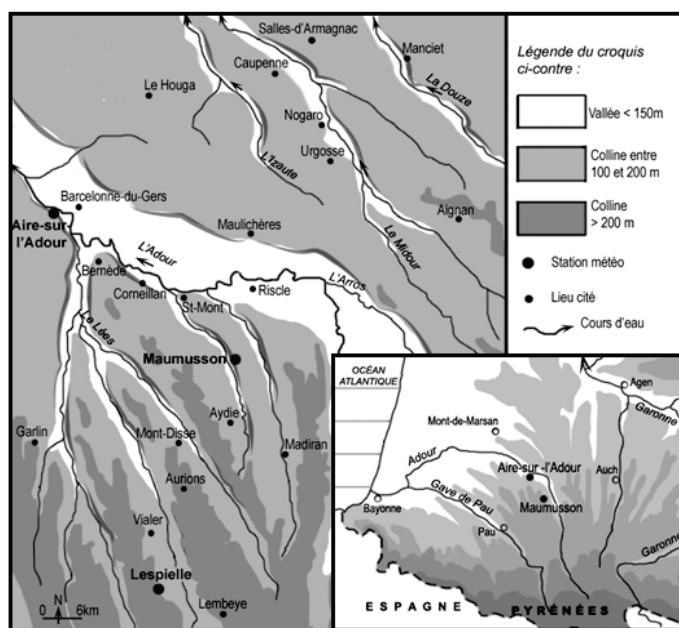 Salles-d'Armagnac
Manciet
Caupenne
La Douze
Le Houga
Nogaro
Urgosse
L'Izaute
Barcelonne-du-Gers
Aignan
Aire-sur-
l'Adour
Maulichères
Le Midour
L'Adour
Bernède
L'Arros
Corneillan
Riscle
St-Mont
Le Lées
Maumusson
Garlin
Mont-Disse
Aydie
Madiran
Aurions
Vialer
Lespielle
Lembeye
N
0 6km
Légende du croquis
ci-contre :
Vallée < 150m
Colline entre
100 et 200 m
Colline
> 200 m
Station météo
Lieu cité
Cours d'eau
OCÉAN
ATLANTIQUE
Agen
Garonne
Mont-de-Marsan
Adour
Aire-sur -l'Adour
Auch
Gave de Pau
Maumusson
Bayonne
Pau
Garonne
ESPAGNE
PYRÉNÉES